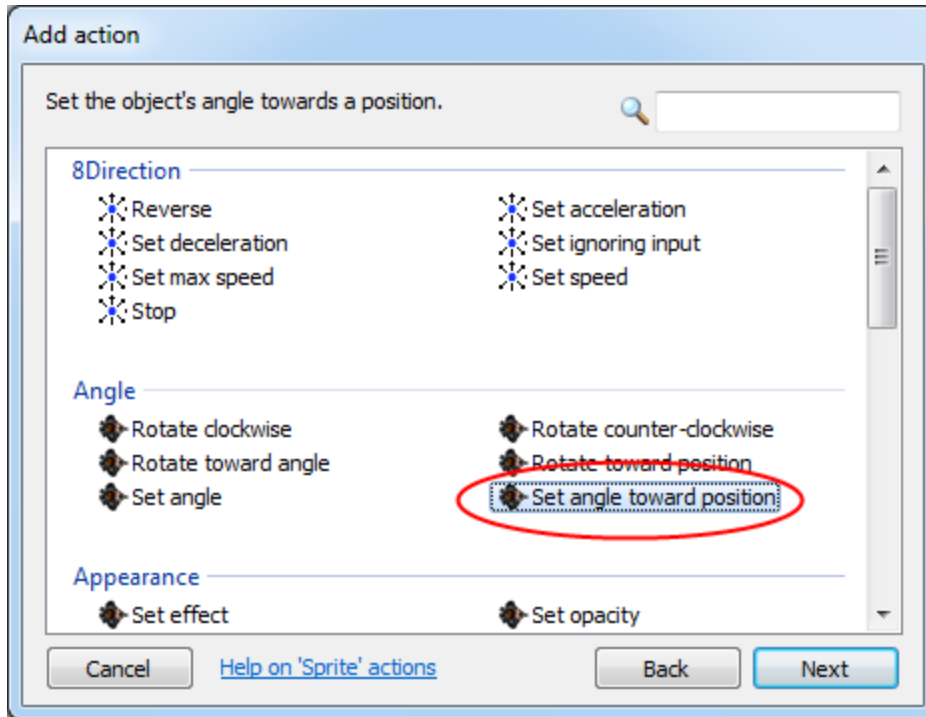 Add action
Set the object's angle towards a position.
8Direction
Reverse
Set acceleration
Set deceleration
Set ignoring input
Set max speed
Set speed
Stop
Angle
Rotate clockwise
Rotate counter-clockwise
Rotate toward angle
Rotate toward position
Set angle
Set angle toward position
Appearance
Set effect
Set opacity
Cancel
Help on 'Sprite' actions
Back
Next